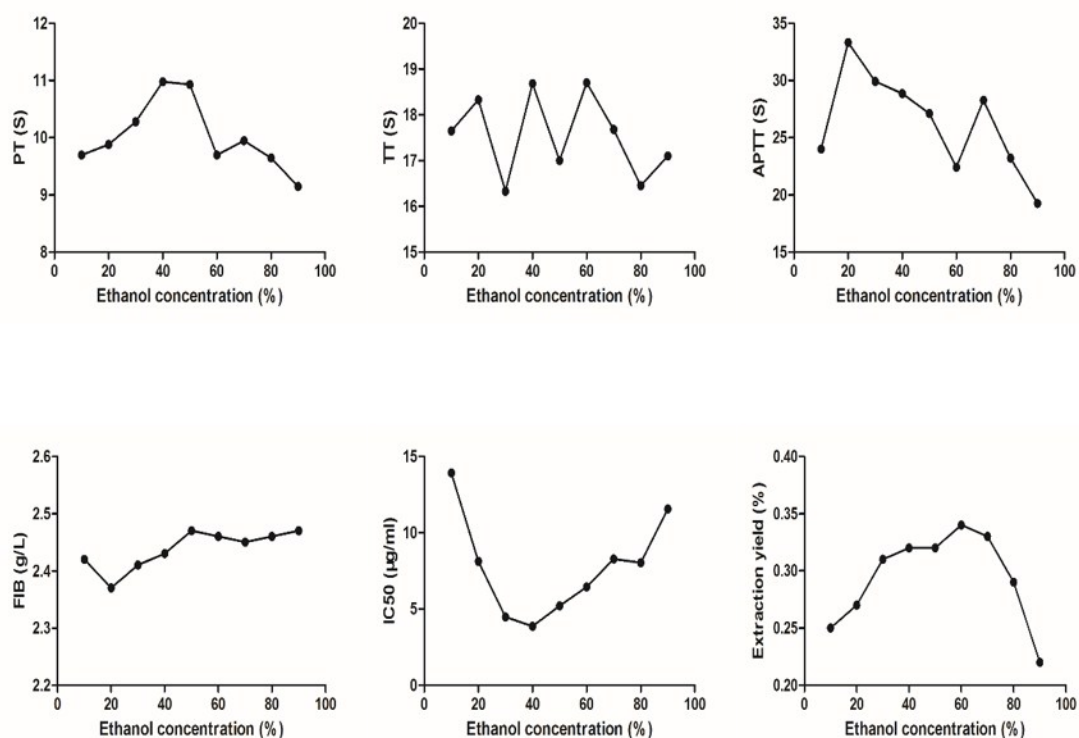 PT (S)
12
11
10
9
8
0 20 40 60 80 100
Ethanol concentration (%)
TT (S)
20
19
18
17
16
15
0 20 40 60 80 100
Ethanol concentration (%)
APTT (S)
35
30
25
20
15
0 20 40 60 80 100
Ethanol concentration (%)
FIB (g/L)
2.6
2.5
2.4
2.3
2.2
0 20 40 60 80 100
Ethanol concentration (%)
IC50 (μg/ml)
15
10
5
0
0 20 40 60 80 100
Ethanol concentration (%)
Extraction yield (%)
0.40
0.35
0.30
0.25
0.20
0 20 40 60 80 100
Ethanol concentration (%)